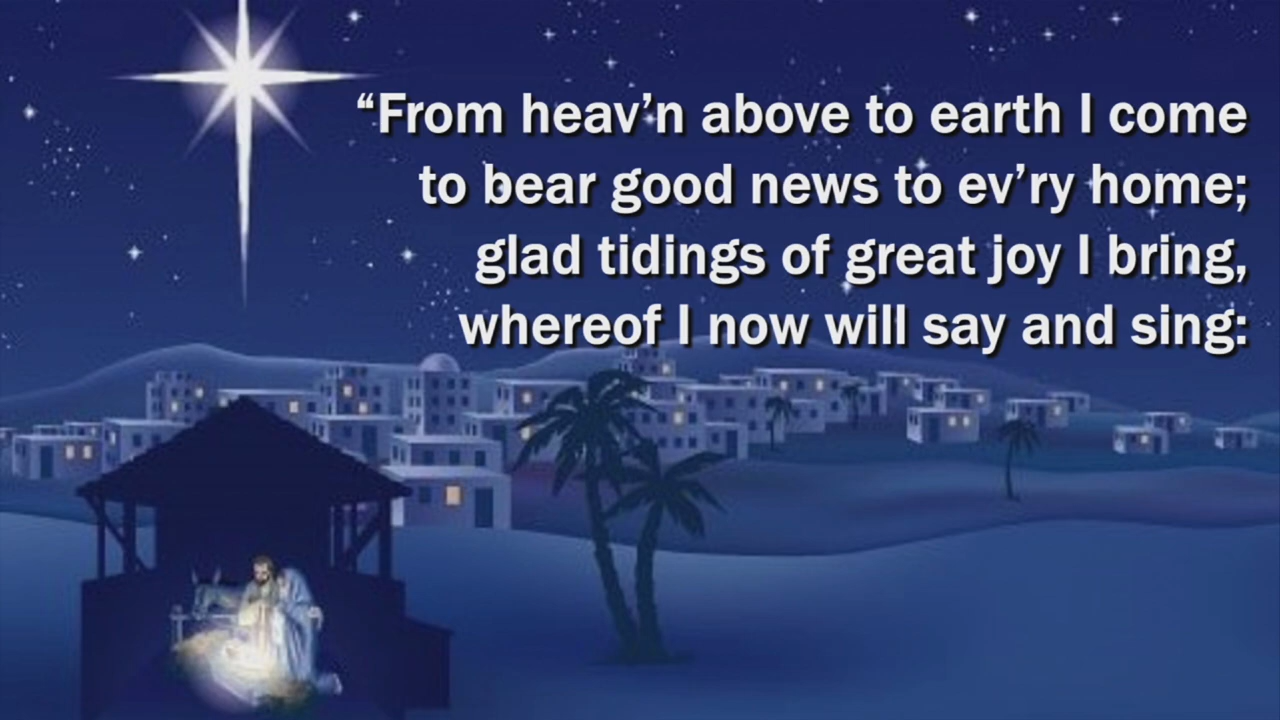 “From heav’n above to earth I come
to bear good news to ev’ry home;
glad tidings of great joy I bring,
whereof I now will say and sing: